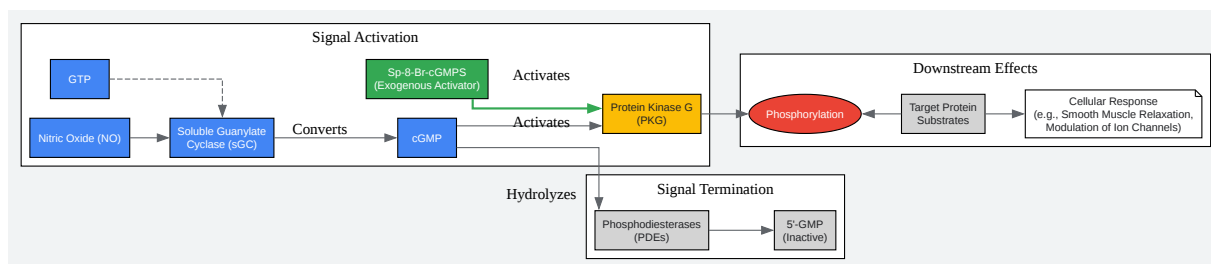 Signal Activation
GTP
Sp-8-Br-cGMPS
(Exogenous Activator)
Activates
Nitric Oxide (NO)
Soluble Guanylate
Cyclase (sGC)
Converts
cGMP
Activates
Protein Kinase G
(PKG)
Downstream Effects
Phosphorylation
Target Protein
Substrates
Cellular Response
(e.g., Smooth Muscle Relaxation,
Modulation of Ion Channels)
Hydrolyzes
Signal Termination
Phosphodiesterases
(PDEs)
5'-GMP
(Inactive)